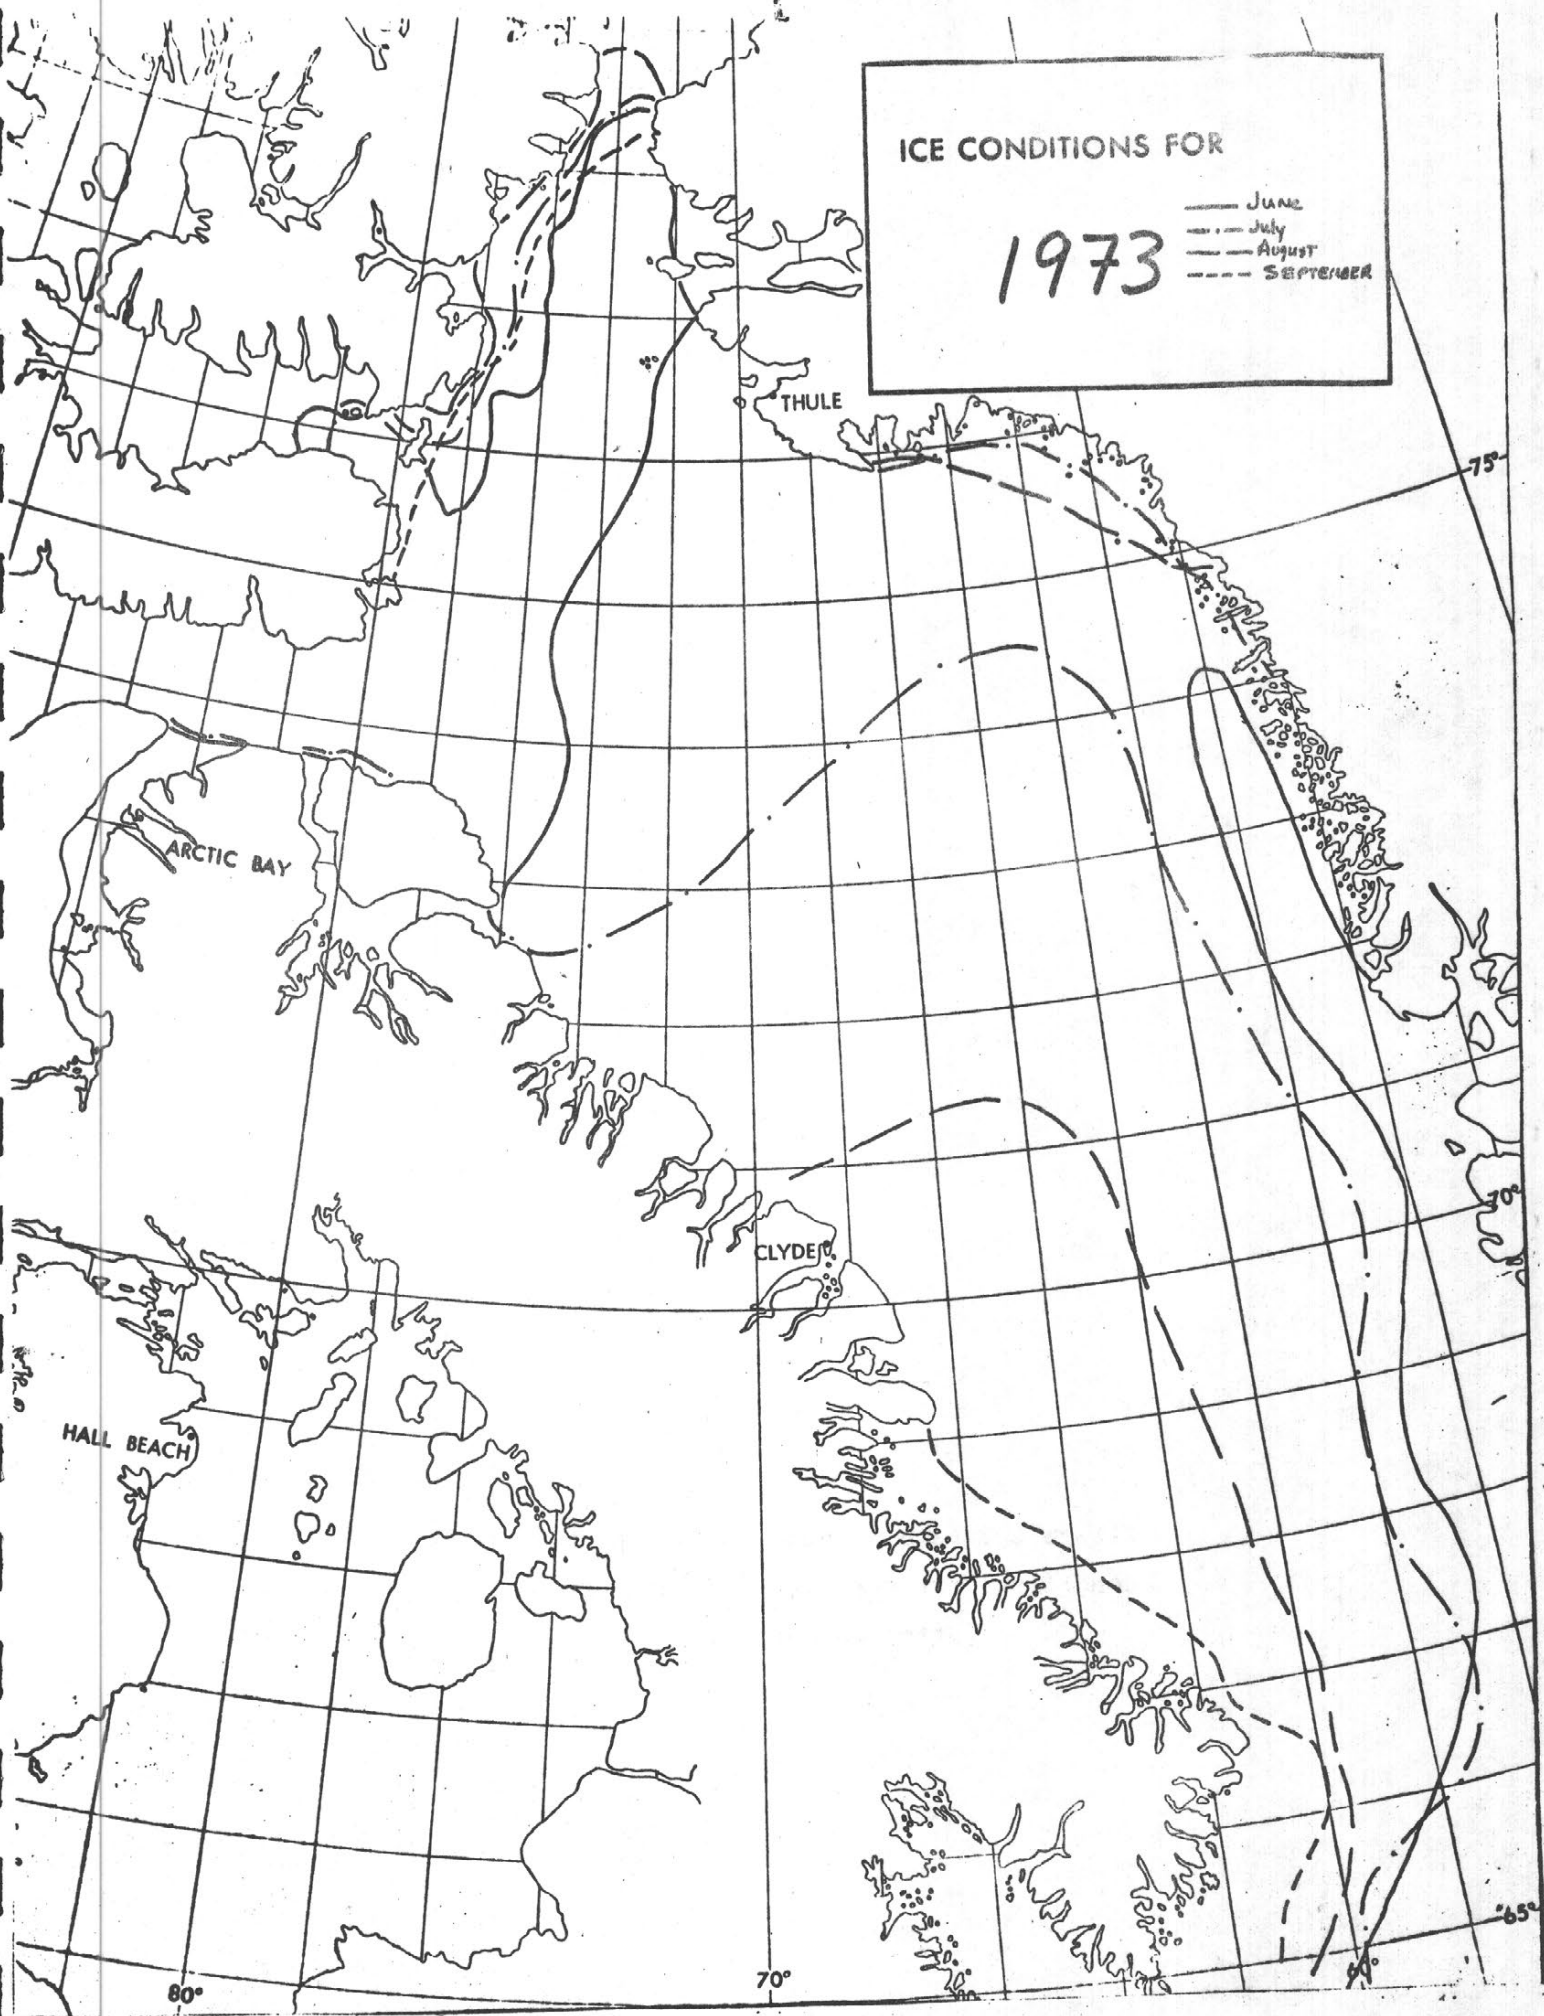 ICE CONDITIONS FOR
1973
JUNE
July
AUGUST
SEPTEMBER
THULE
75°
ARCTIC BAY
70°
CLYDE
HALL BEACH
65°
80°
70°
60°